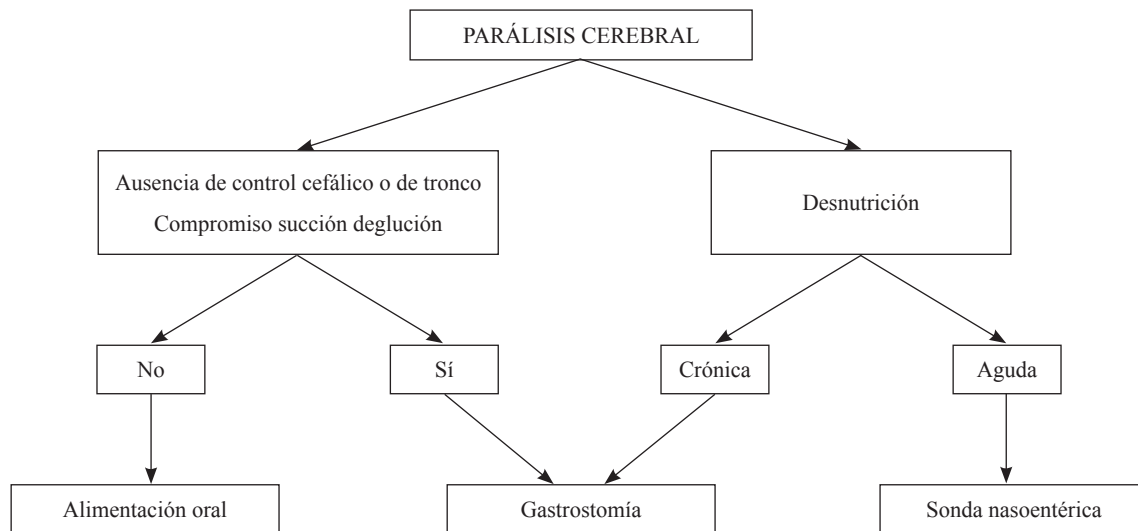 PARÁLISIS CEREBRAL
Ausencia de control cefálico o de tronco
Compromiso succión deglución
Desnutrición
No
Sí
Crónica
Aguda
Alimentación oral
Gastrostomía
Sonda nasoentérica